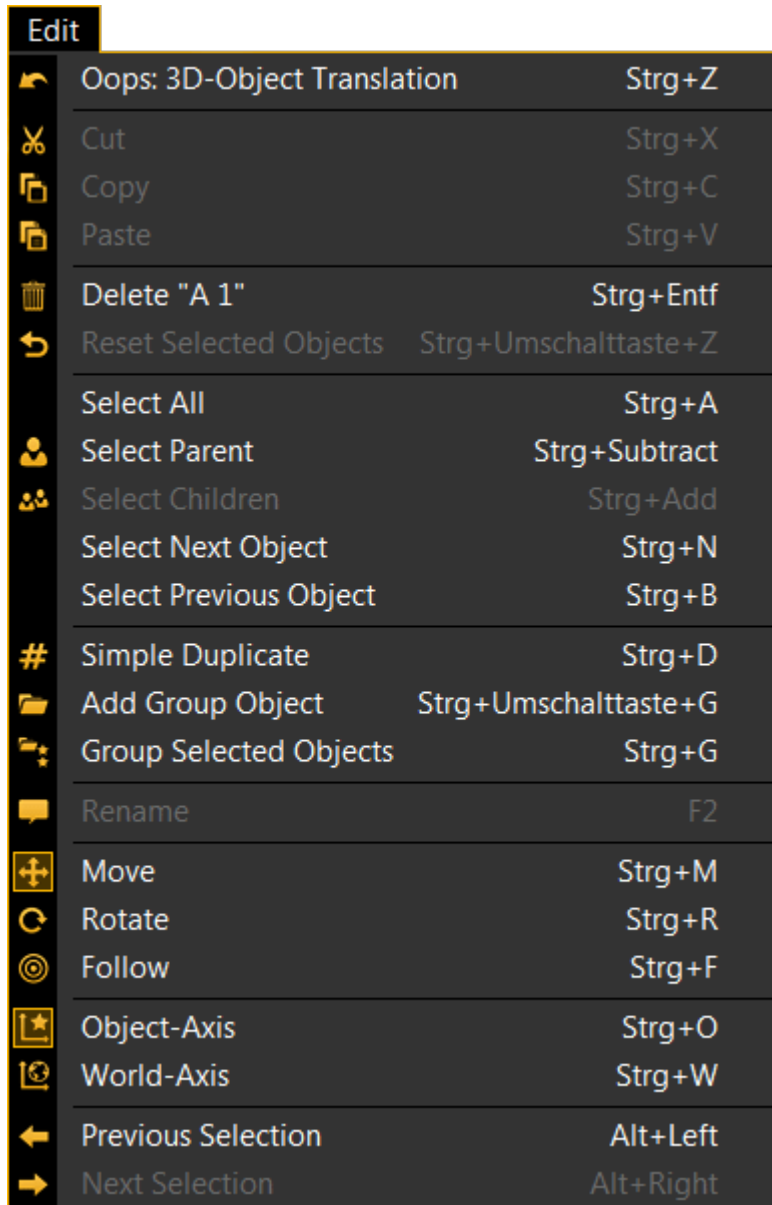 Edit
Oops: 3D-Object Translation Strg+Z
Cut Strg+X
Copy Strg+C
Paste Strg+V
Delete "A 1" Strg+Entf
Reset Selected Objects Strg+Umschalttaste+Z
Select All Strg+A
Select Parent Strg+Subtract
Select Children Strg+Add
Select Next Object Strg+N
Select Previous Object Strg+B
Simple Duplicate Strg+D
Add Group Object Strg+Umschalttaste+G
Group Selected Objects Strg+G
Rename F2
Move Strg+M
Rotate Strg+R
Follow Strg+F
Object-Axis Strg+O
World-Axis Strg+W
Previous Selection Alt+Left
Next Selection Alt+Right